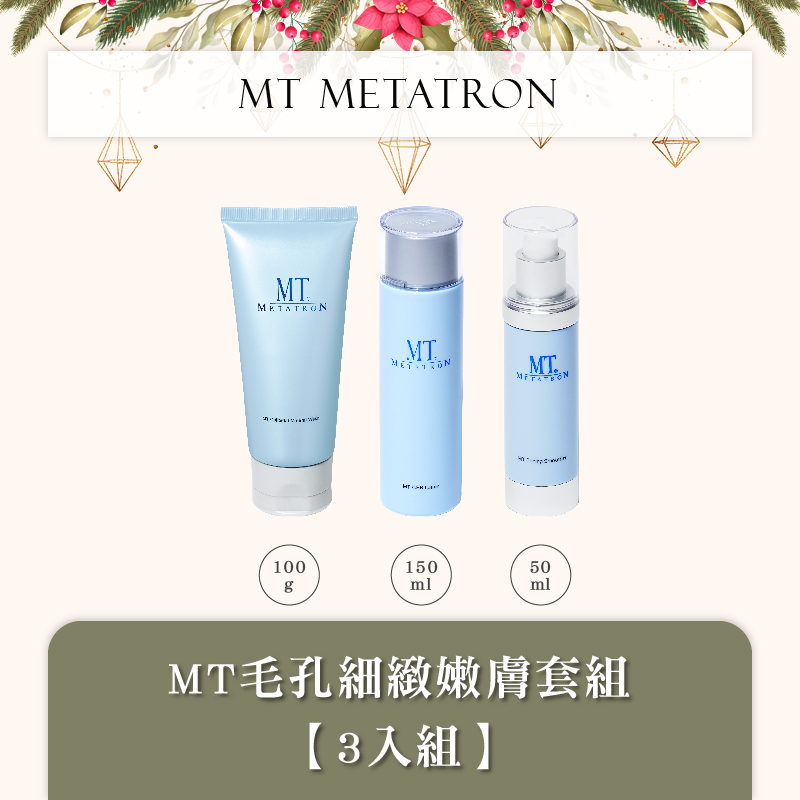 MT METATRON
MT
METATRON
MT
METATRON
MT
METATRON
100
g
150
ml
50
ml
MT毛孔細緻嫩膚套組
【3入組】